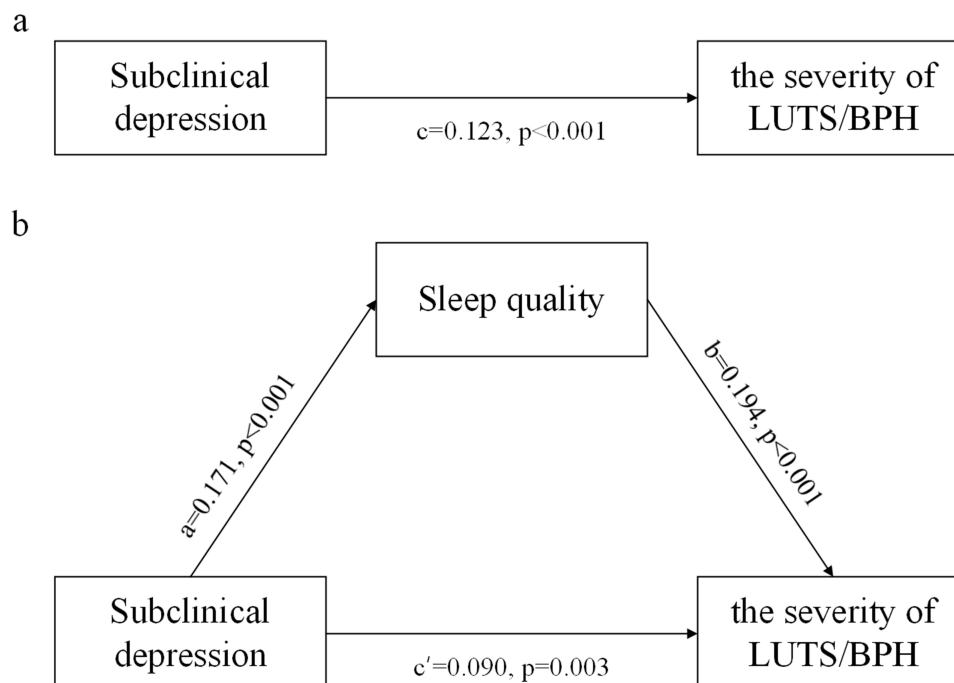 a
Subclinical
depression
c=0.123, p<0.001
the severity of
LUTS/BPH
b
Sleep quality
a=0.171, p<0.001
b=0.194, p<0.001
Subclinical
depression
c′=0.090, p=0.003
the severity of
LUTS/BPH